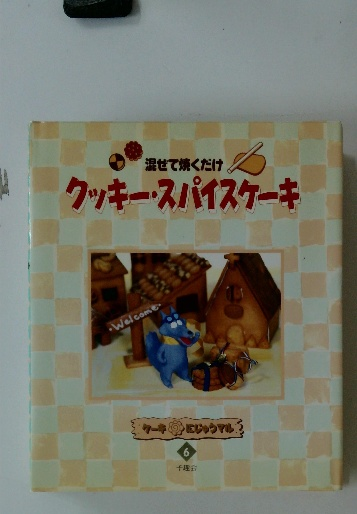 混ぜて焼くだけ
クッキー・スパイスケーキ
Welcome
ケーキ ビジュアル
6
千趣会